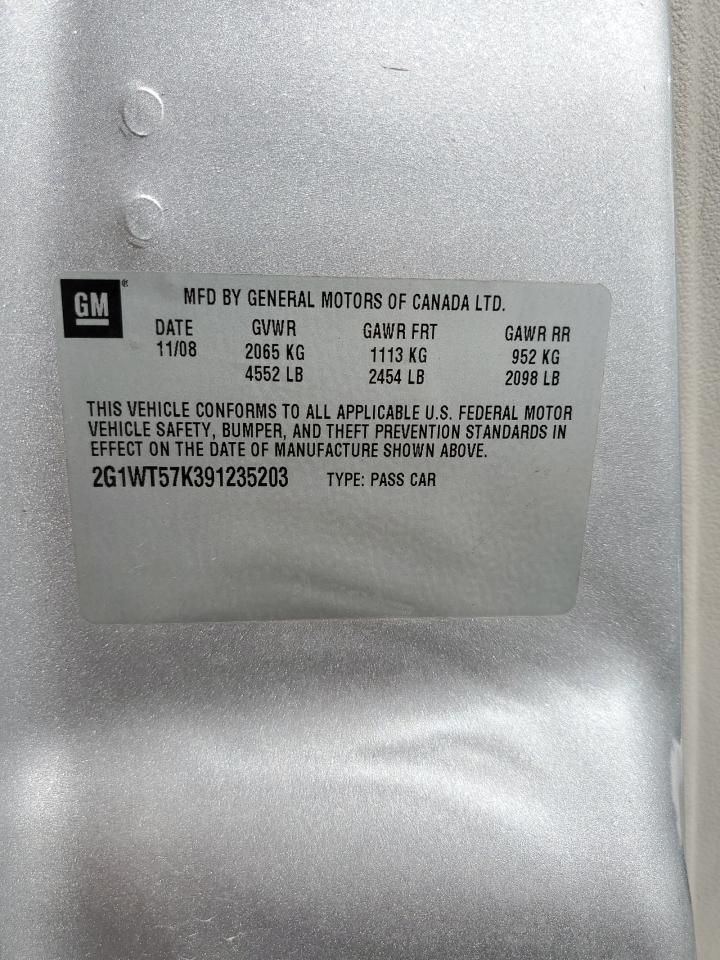 GM®
MFD BY GENERAL MOTORS OF CANADA LTD.
DATE GVWR GAWR FRT GAWR RR
11/08 2065 KG 1113 KG 952 KG
4552 LB 2454 LB 2098 LB
THIS VEHICLE CONFORMS TO ALL APPLICABLE U.S. FEDERAL MOTOR
VEHICLE SAFETY, BUMPER, AND THEFT PREVENTION STANDARDS IN
EFFECT ON THE DATE OF MANUFACTURE SHOWN ABOVE.
2G1WT57K391235203 TYPE: PASS CAR